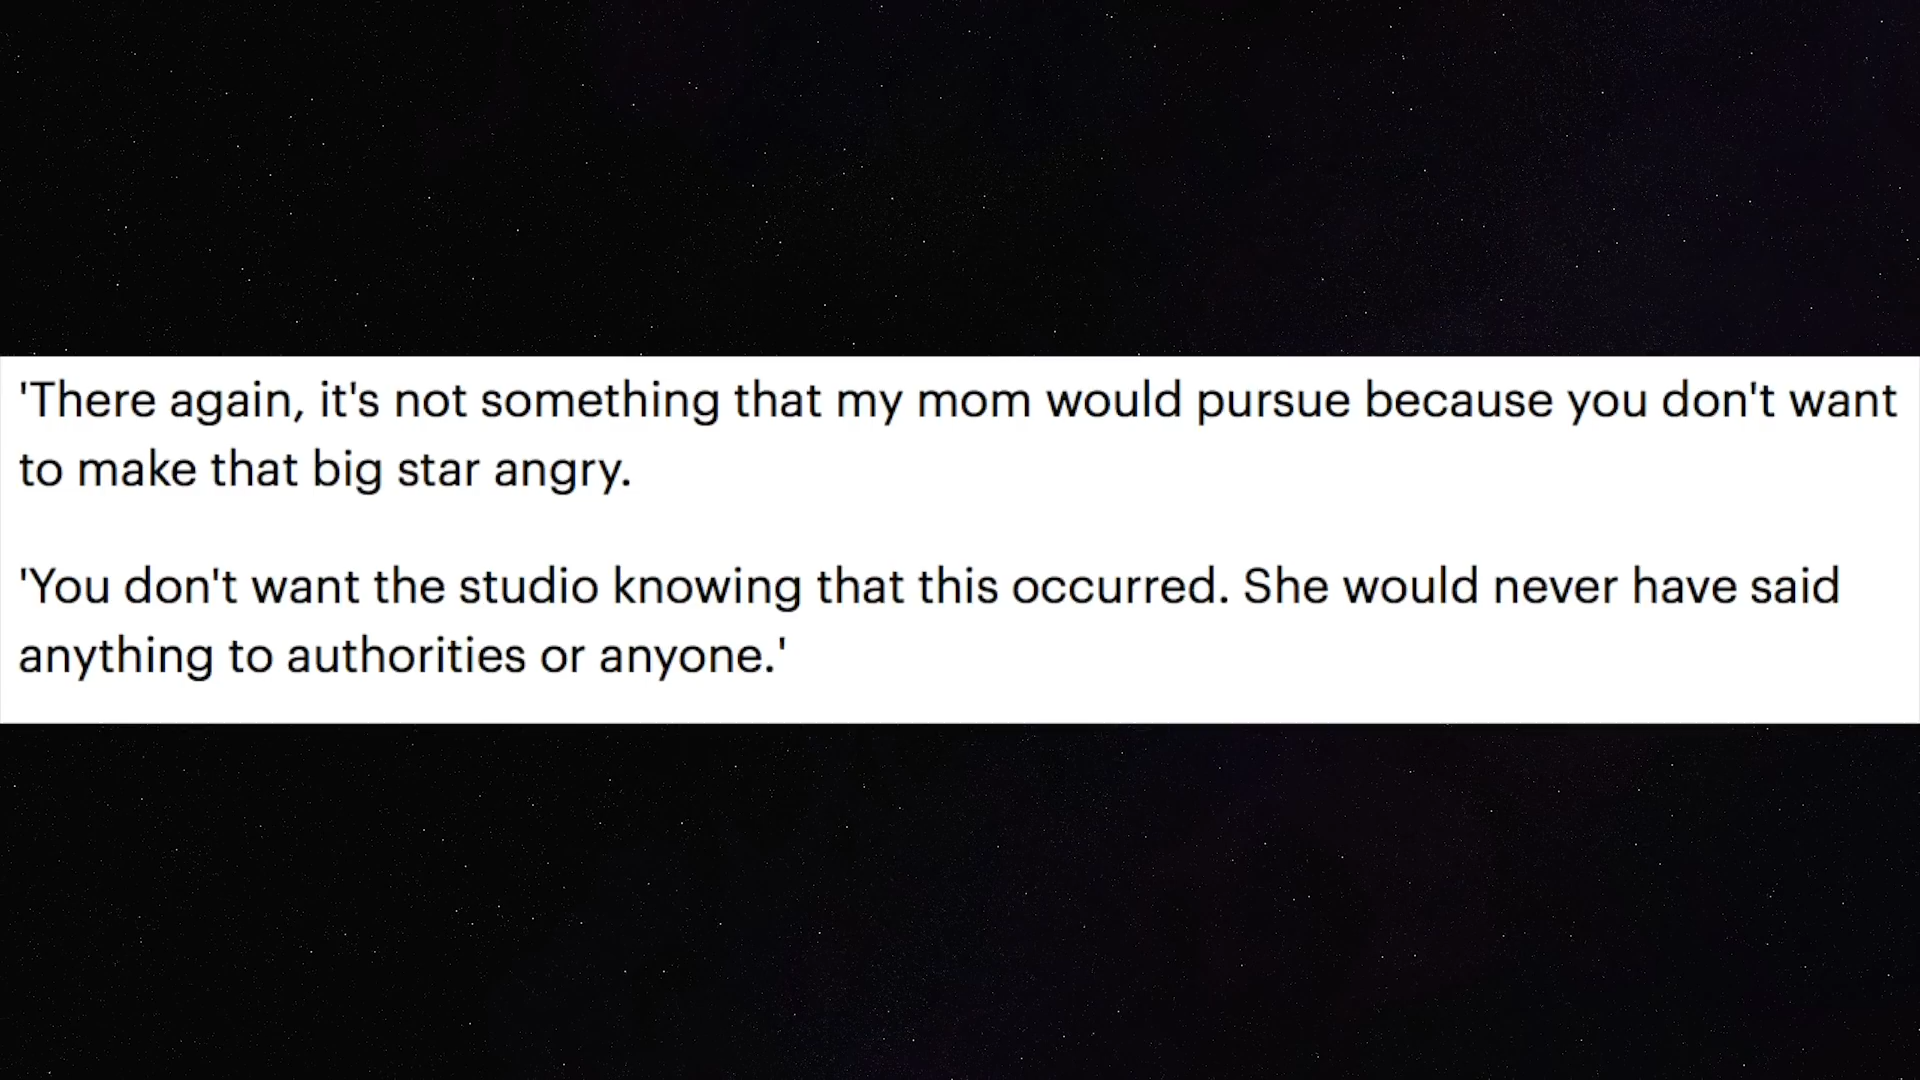 'There again, it's not something that my mom would pursue because you don't want
to make that big star angry.
'You don't want the studio knowing that this occurred. She would never have said
anything to authorities or anyone.'